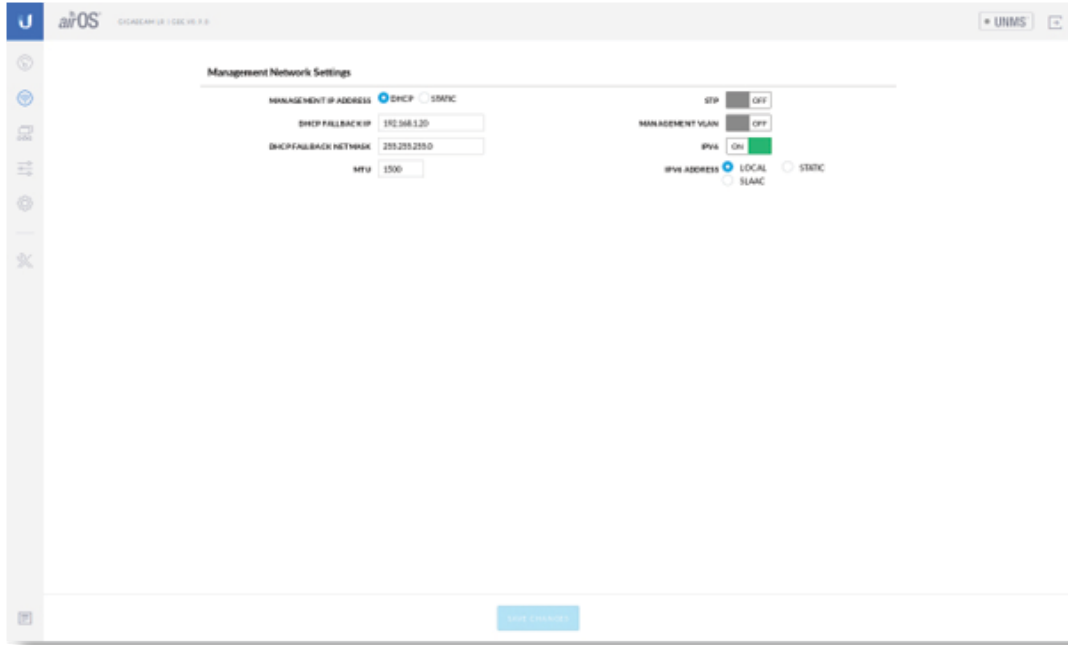 airOS
UNMS
Management Network Settings
MANAGEMENT IP ADDRESS DHCP STATIC
DHCP FALLBACK IP 192.168.1.20
DHCP FALLBACK NETMASK 255.255.255.0
MTU 1500
STP OFF
MANAGEMENT VLAN OFF
IPV6 ON
IPV6 ADDRESS LOCAL STATIC
SLAAC
SAVE CHANGES